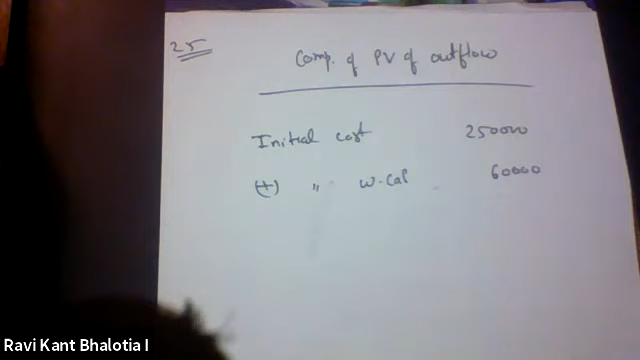 25
Comp. of PV of outflow
Initial cost 250000
(+) " W.Cap 60000
Ravi Kant Bhalotia I